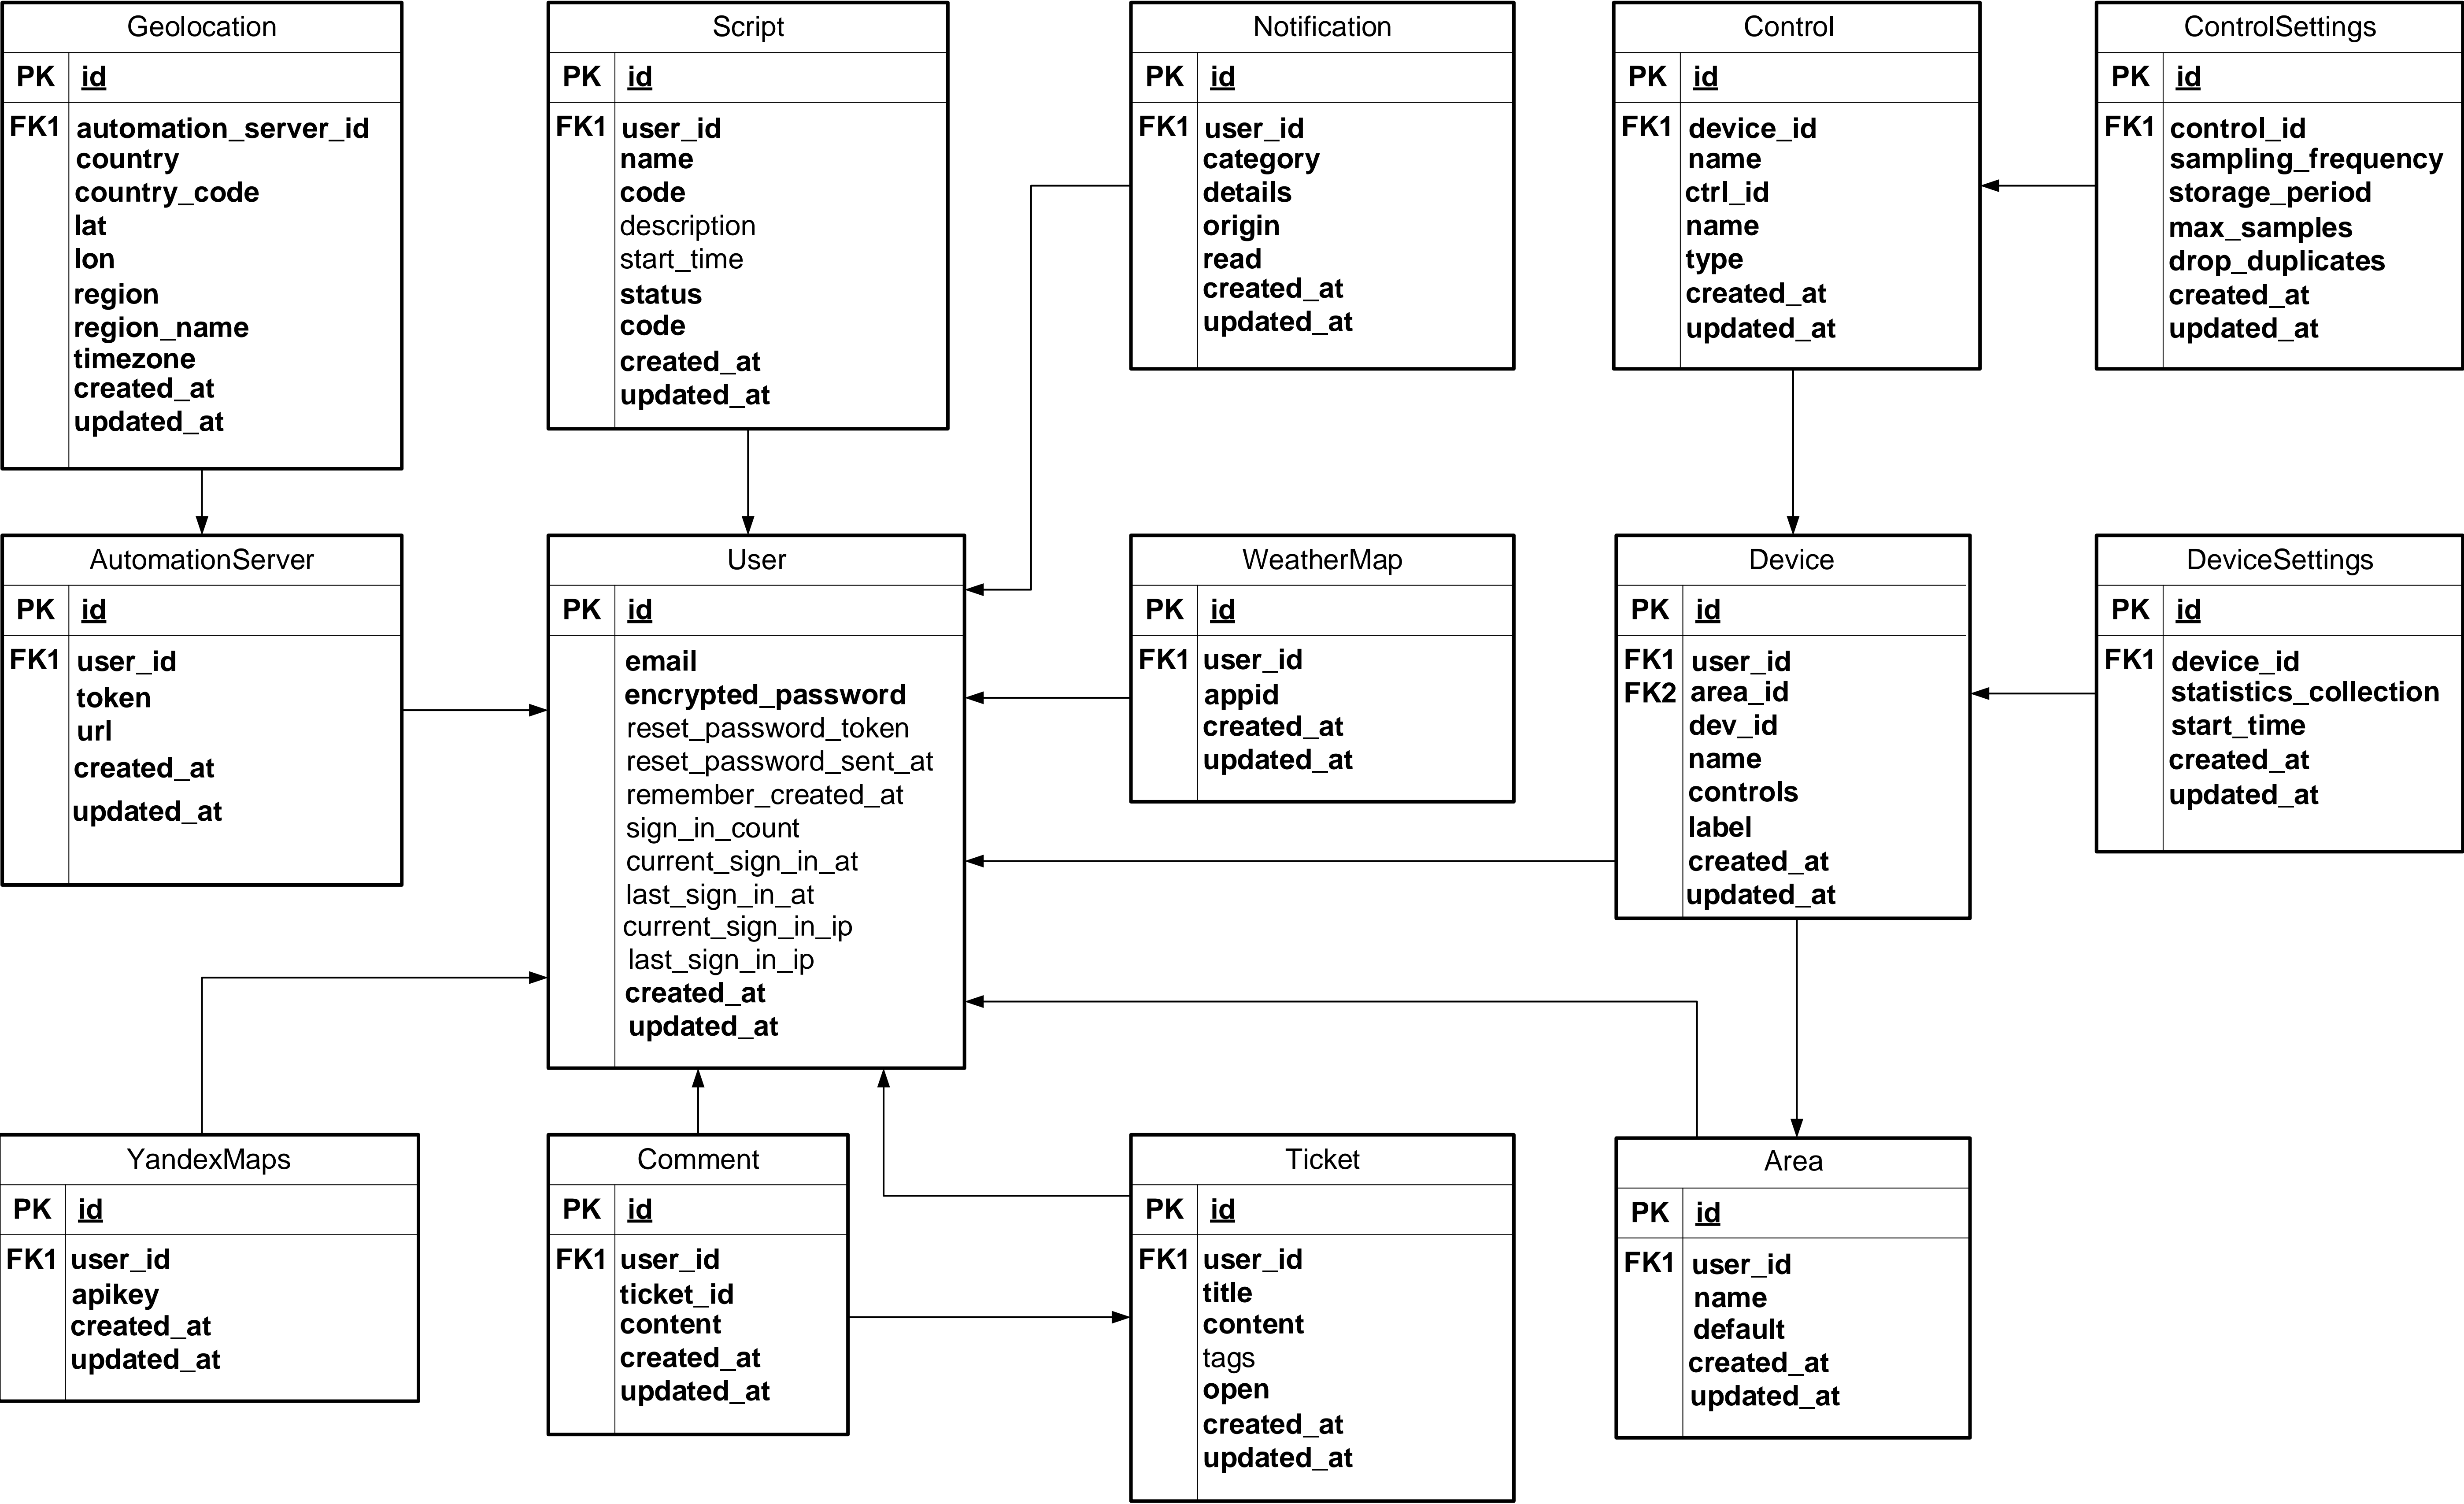 Geolocation
PK id
FK1 automation_server_id
country
country_code
lat
lon
region
region_name
timezone
created_at
updated_at
Script
PK id
FK1 user_id
name
code
description
start_time
status
code
created_at
updated_at
Notification
PK id
FK1 user_id
category
details
origin
read
created_at
updated_at
Control
PK id
FK1 device_id
name
ctrl_id
name
type
created_at
updated_at
ControlSettings
PK id
FK1 control_id
sampling_frequency
storage_period
max_samples
drop_duplicates
created_at
updated_at
AutomationServer
PK id
FK1 user_id
token
url
created_at
updated_at
User
PK id
email
encrypted_password
reset_password_token
reset_password_sent_at
remember_created_at
sign_in_count
current_sign_in_at
last_sign_in_at
current_sign_in_ip
last_sign_in_ip
created_at
updated_at
WeatherMap
PK id
FK1 user_id
appid
created_at
updated_at
Device
PK id
FK1 user_id
FK2 area_id
dev_id
name
controls
label
created_at
updated_at
DeviceSettings
PK id
FK1 device_id
statistics_collection
start_time
created_at
updated_at
YandexMaps
PK id
FK1 user_id
apikey
created_at
updated_at
Comment
PK id
FK1 user_id
ticket_id
content
created_at
updated_at
Ticket
PK id
FK1 user_id
title
content
tags
open
created_at
updated_at
Area
PK id
FK1 user_id
name
default
created_at
updated_at